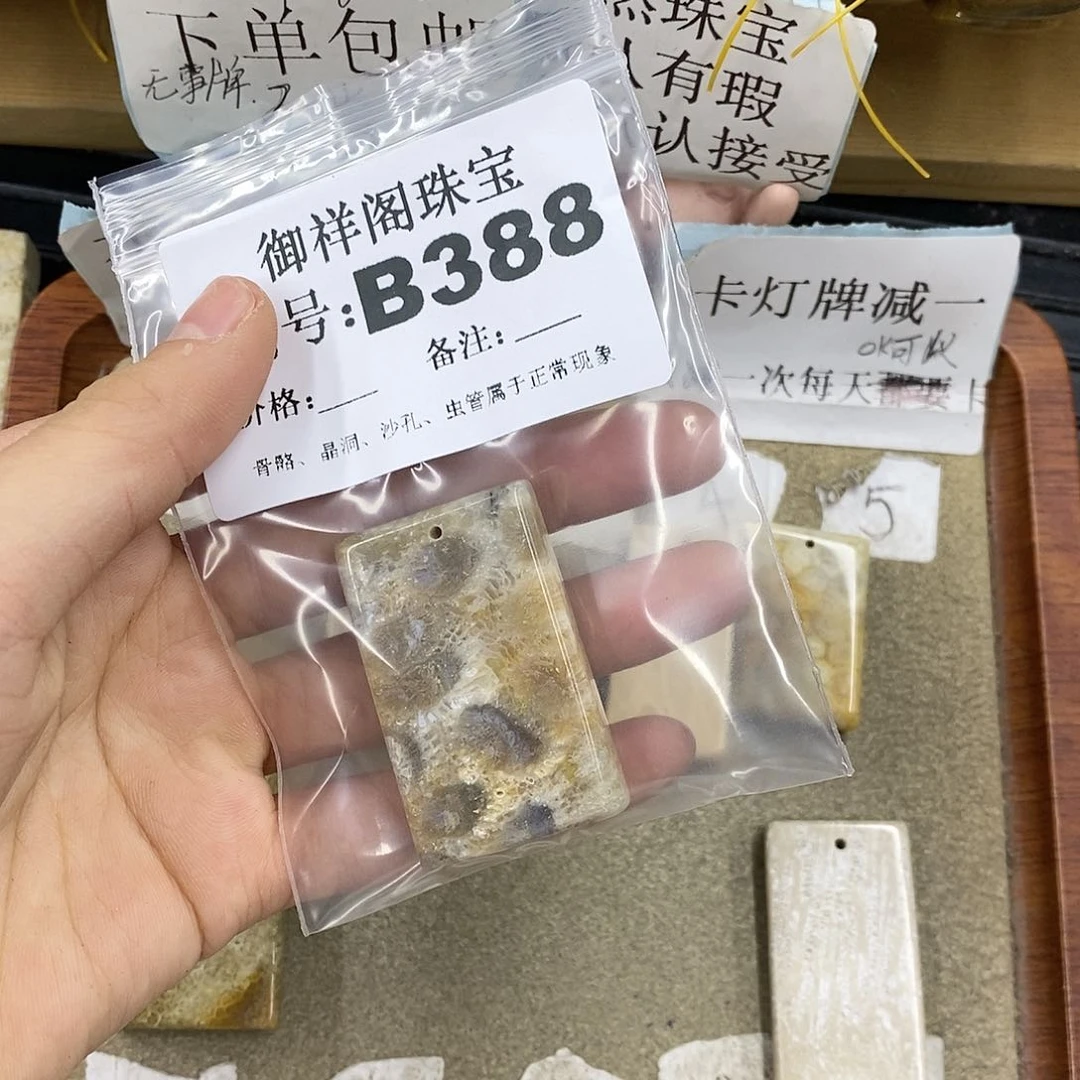 下单包
无事牌
珠宝
有瑕
认接受
御祥阁珠宝
号:B388
备注:
价格:
骨骼、晶洞、沙孔、虫管属于正常现象
卡灯牌减一
OK可以
一次每天
5